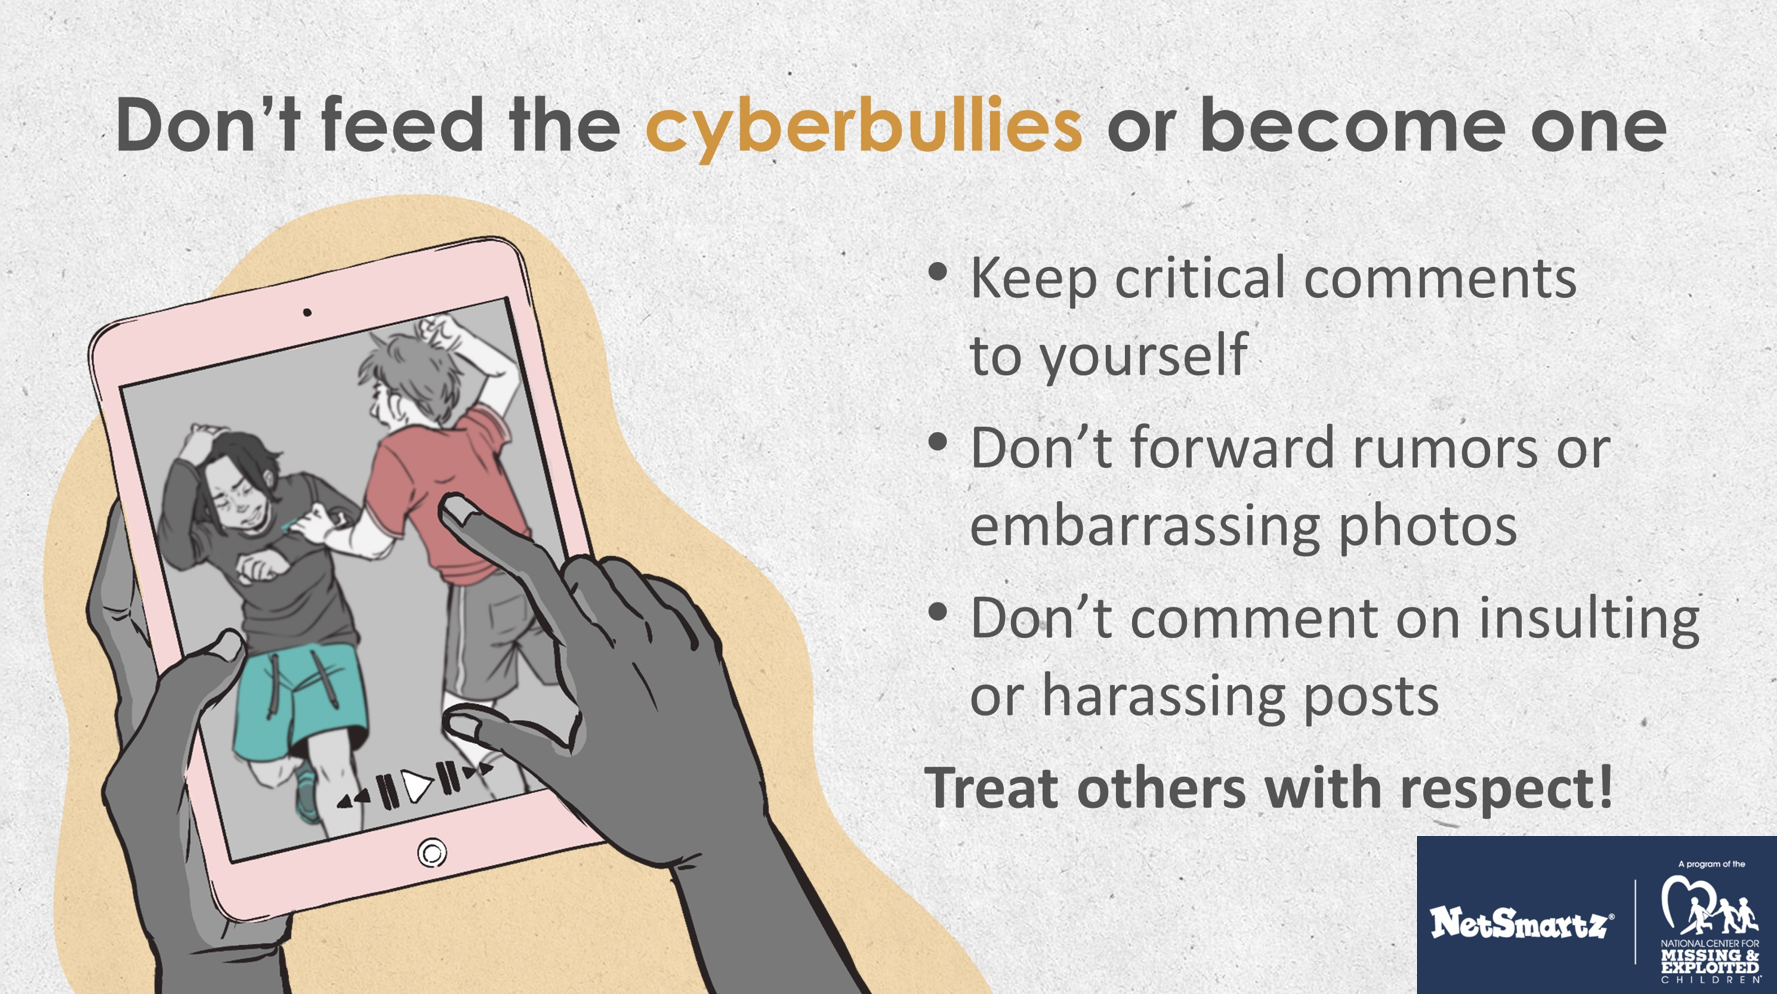 Don’t feed the cyberbullies or become one
• Keep critical comments
to yourself
• Don’t forward rumors or
embarrassing photos
• Don’t comment on insulting
or harassing posts
Treat others with respect!
NetSmartz®
A program of the
NATIONAL CENTER FOR
MISSING &
EXPLOITED
CHILDREN®